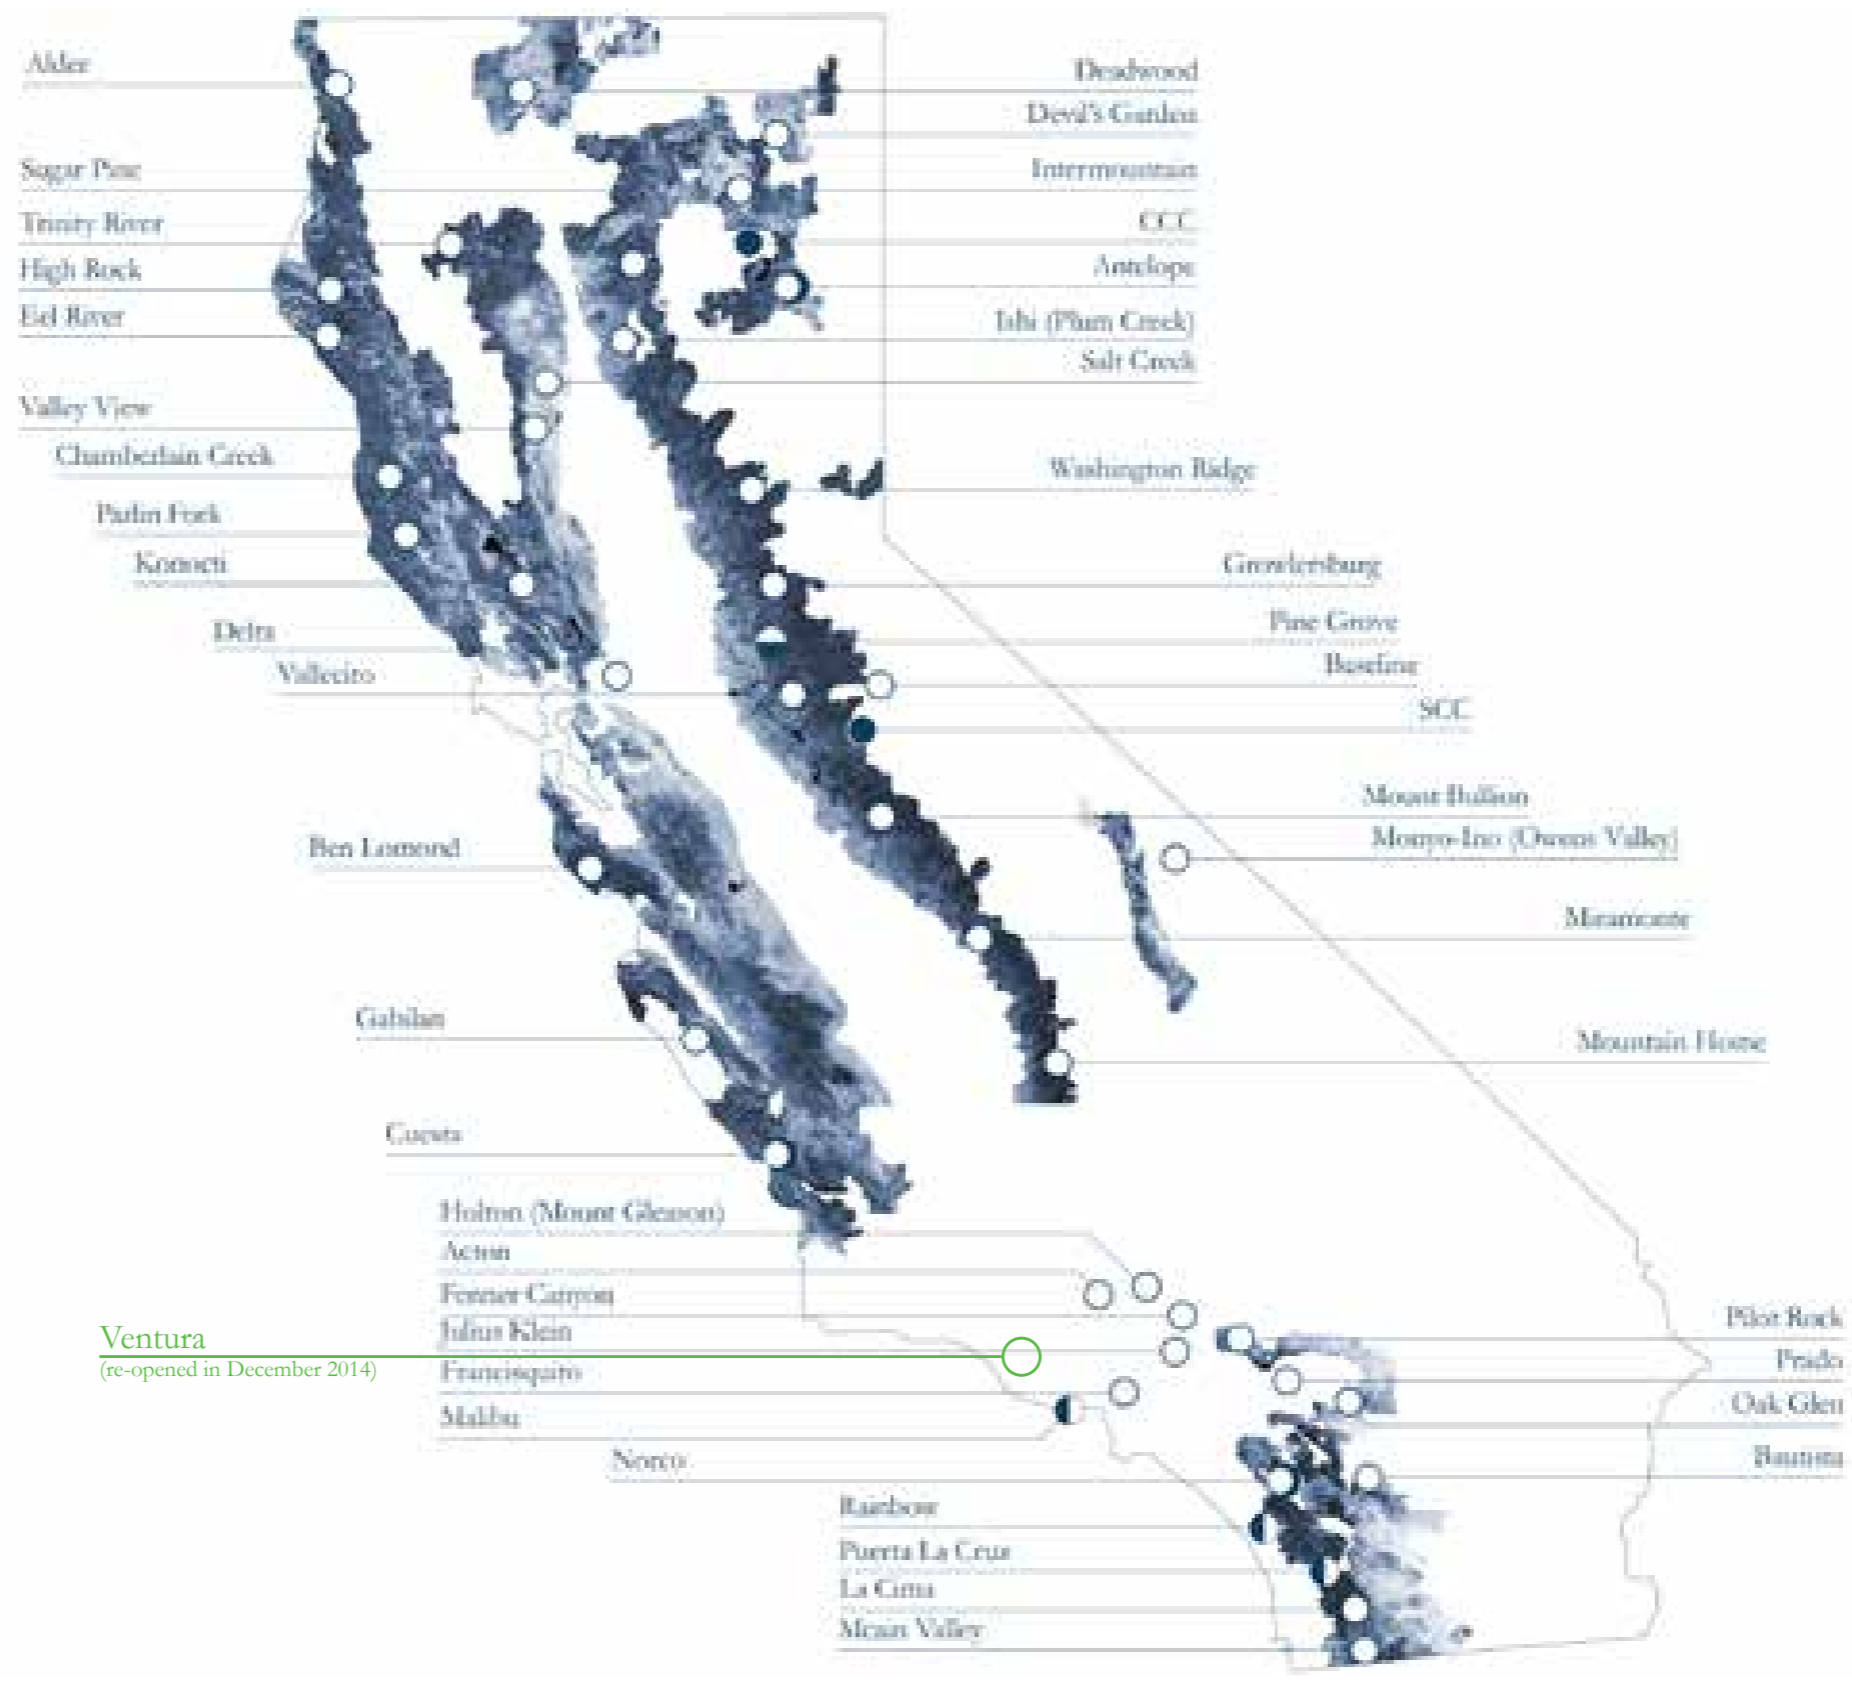 Alder
Sugar Pine
Trinity River
High Rock
Eel River
Valley View
Chamberlain Creek
Parlin Fork
Konocti
Delta
Vallecito
Ben Lomond
Gabilan
Cuesta
Holton (Mount Gleason)
Acton
Fenner Canyon
Julius Klein
Ventura
(re-opened in December 2014)
Francisquito
Malibu
Norco
Rainbow
Puerta La Cruz
La Cima
Mcain Valley
Deadwood
Devil's Garden
Intermountain
CCC
Antelope
Ishi (Plum Creek)
Salt Creek
Washington Ridge
Growlersburg
Pine Grove
Baseline
SCC
Mount Bullion
Monyo-Ino (Owens Valley)
Miramonte
Mountain Home
Pilot Rock
Prado
Oak Glen
Bautista